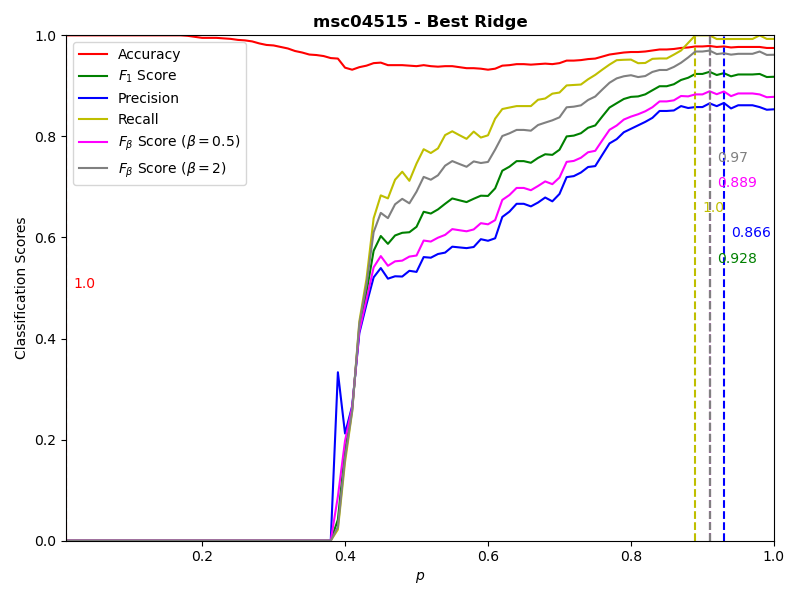 msc04515 - Best Ridge
Classification Scores
1.0
0.8
0.6
0.4
0.2
0.0
Accuracy
F₁ Score
Precision
Recall
Fᵦ Score (β = 0.5)
Fᵦ Score (β = 2)
0.97
0.889
1.0
0.866
0.928
1.0
0.2
0.4
0.6
0.8
1.0
p